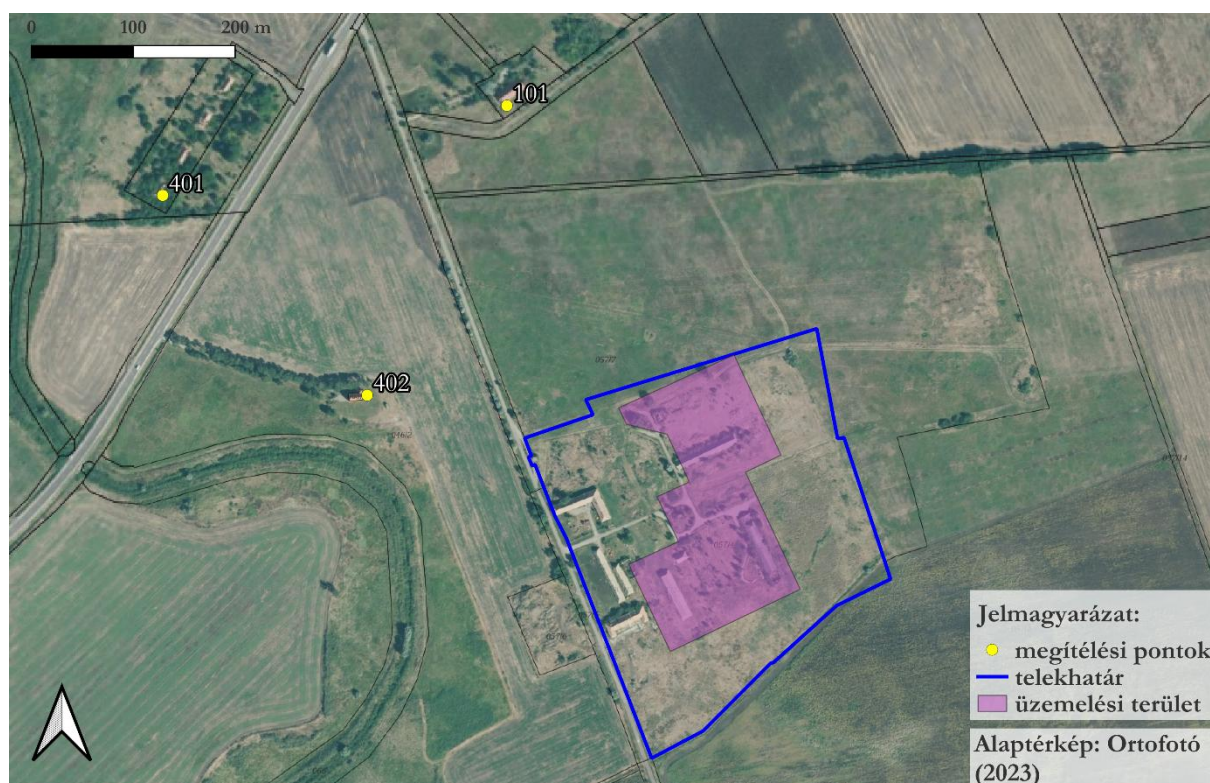 0 100 200 m
101
401
402
Jelmagyarázat:
megítélési pontok
telekhatár
üzemelési terület
Alaptérkép: Ortofotó
(2023)